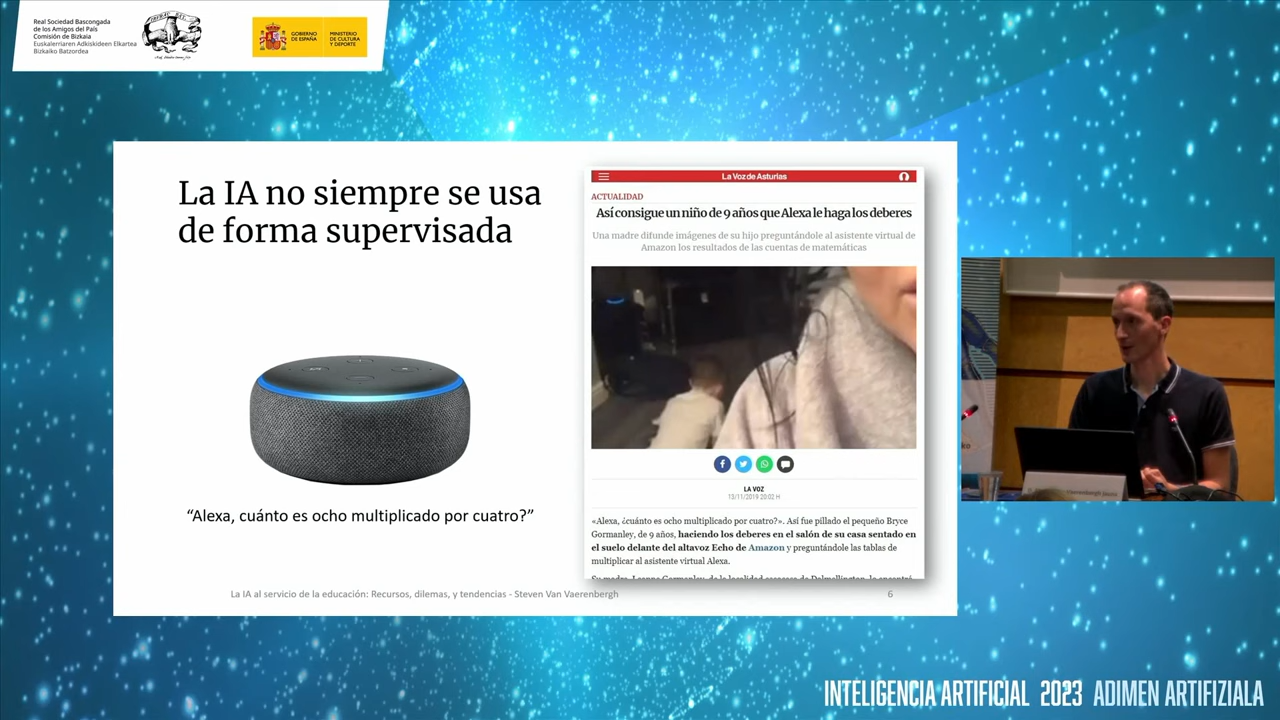 Real Sociedad Bascongada
de los Amigos del País
Comisión de Bizkaia
Euskalerriaren Adkiskideen Elkartea
Bizkaiko Batzordea
GOBIERNO
DE ESPAÑA
MINISTERIO
DE CULTURA
Y DEPORTE
La IA no siempre se usa
de forma supervisada
“Alexa, cuánto es ocho multiplicado por cuatro?”
La Voz de Asturias
ACTUALIDAD
Así consigue un niño de 9 años que Alexa le haga los deberes
Una madre difunde imágenes de su hijo preguntándole al asistente virtual de
Amazon los resultados de las cuentas de matemáticas
LA VOZ
13/11/2019 20:02 H
«Alexa, ¿cuánto es ocho multiplicado por cuatro?». Así fue pillado el pequeño Bryce
Gormanley, de 9 años, haciendo los deberes en el salón de su casa sentado en
el suelo delante del altavoz Echo de Amazon y preguntándole las tablas de
multiplicar al asistente virtual Alexa.
La IA al servicio de la educación: Recursos, dilemas, y tendencias - Steven Van Vaerenbergh
6
INTELIGENCIA ARTIFICIAL 2023 ADIMEN ARTIFIZIALA